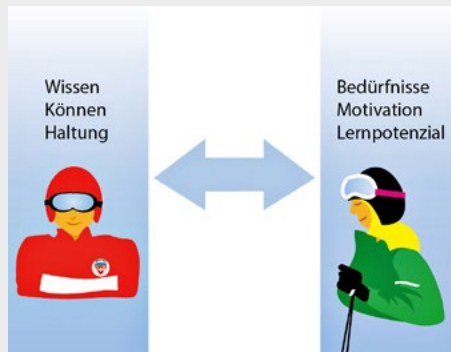 Wissen
Können
Haltung
Bedürfnisse
Motivation
Lernpotenzial